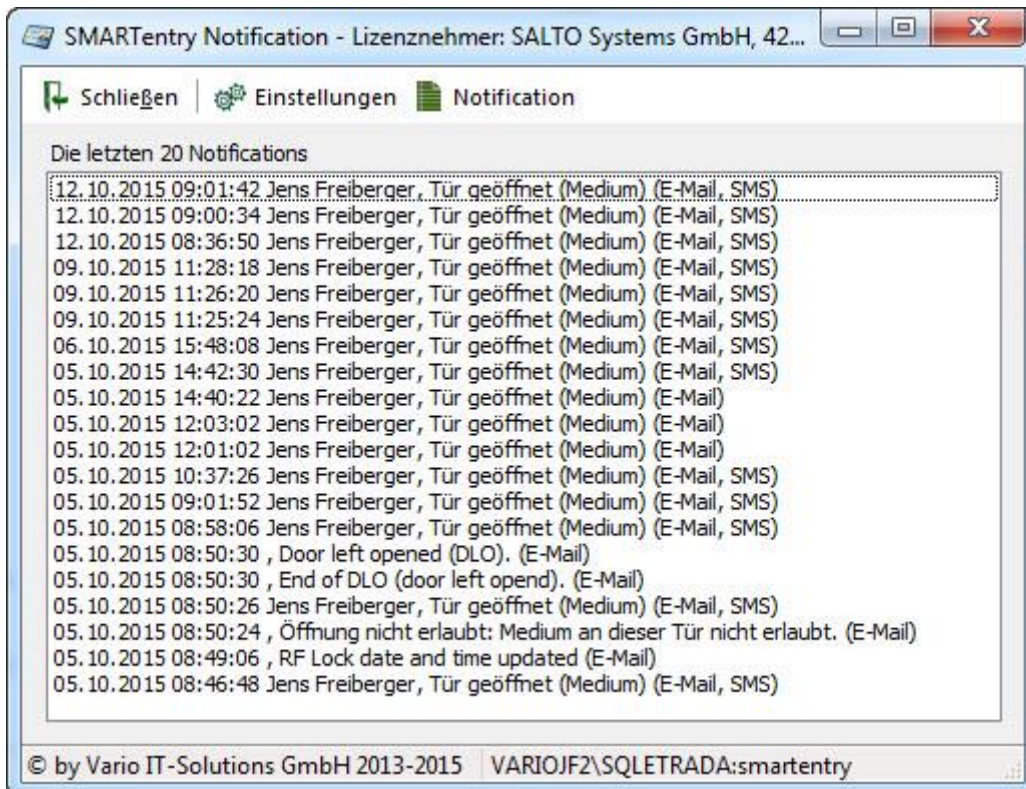 SMARTentry Notification - Lizenznehmer: SALTO Systems GmbH, 42...
Schließen Einstellungen Notification
Die letzten 20 Notifications
12.10.2015 09:01:42 Jens Freiberger, Tür geöffnet (Medium) (E-Mail, SMS)
12.10.2015 09:00:34 Jens Freiberger, Tür geöffnet (Medium) (E-Mail, SMS)
12.10.2015 08:36:50 Jens Freiberger, Tür geöffnet (Medium) (E-Mail, SMS)
09.10.2015 11:28:18 Jens Freiberger, Tür geöffnet (Medium) (E-Mail, SMS)
09.10.2015 11:26:20 Jens Freiberger, Tür geöffnet (Medium) (E-Mail, SMS)
09.10.2015 11:25:24 Jens Freiberger, Tür geöffnet (Medium) (E-Mail, SMS)
06.10.2015 15:48:08 Jens Freiberger, Tür geöffnet (Medium) (E-Mail, SMS)
05.10.2015 14:42:30 Jens Freiberger, Tür geöffnet (Medium) (E-Mail, SMS)
05.10.2015 14:40:22 Jens Freiberger, Tür geöffnet (Medium) (E-Mail)
05.10.2015 12:03:02 Jens Freiberger, Tür geöffnet (Medium) (E-Mail)
05.10.2015 12:01:02 Jens Freiberger, Tür geöffnet (Medium) (E-Mail)
05.10.2015 10:37:26 Jens Freiberger, Tür geöffnet (Medium) (E-Mail, SMS)
05.10.2015 09:01:52 Jens Freiberger, Tür geöffnet (Medium) (E-Mail, SMS)
05.10.2015 08:58:06 Jens Freiberger, Tür geöffnet (Medium) (E-Mail, SMS)
05.10.2015 08:50:30 , Door left opened (DLO). (E-Mail)
05.10.2015 08:50:30 , End of DLO (door left opend). (E-Mail)
05.10.2015 08:50:26 Jens Freiberger, Tür geöffnet (Medium) (E-Mail, SMS)
05.10.2015 08:50:24 , Öffnung nicht erlaubt: Medium an dieser Tür nicht erlaubt. (E-Mail)
05.10.2015 08:49:06 , RF Lock date and time updated (E-Mail)
05.10.2015 08:46:48 Jens Freiberger, Tür geöffnet (Medium) (E-Mail, SMS)
© by Vario IT-Solutions GmbH 2013-2015 VARIOJF2\SQLETRADA:smartentry